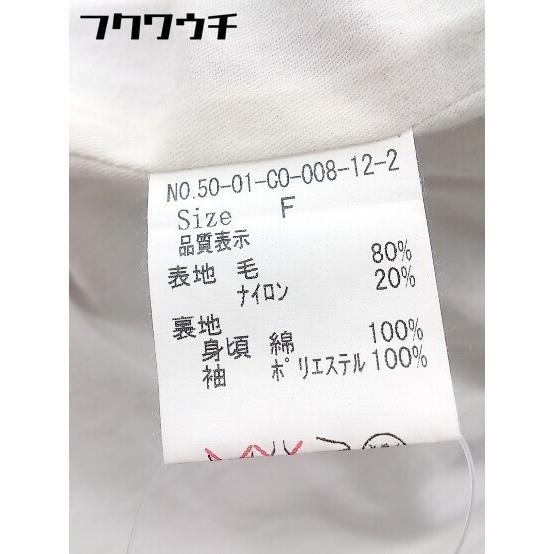 フクワウチ
NO.50-01-CO-008-12-2
Size F
品質表示
表地 毛 80%
ナイロン 20%
裏地
身頃 綿 100%
袖 ポリエステル 100%